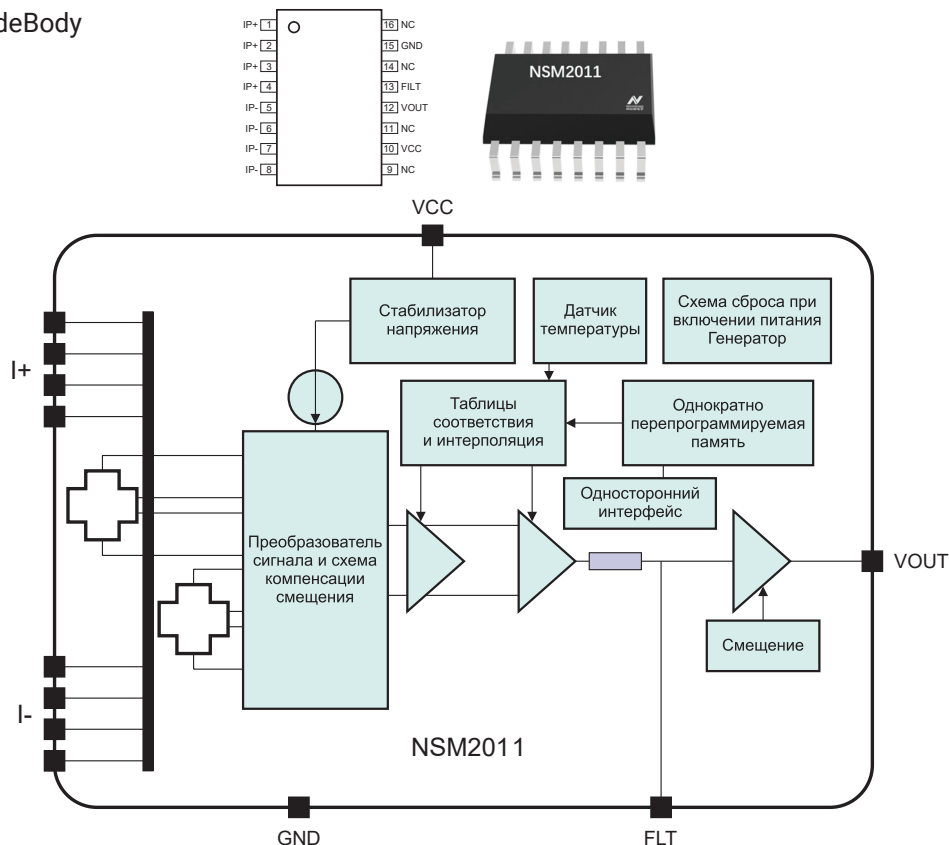 deBody
IP+ 1
IP+ 2
IP+ 3
IP+ 4
IP- 5
IP- 6
IP- 7
IP- 8
16 NC
15 GND
14 NC
13 FILT
12 VOUT
11 NC
10 VCC
9 NC
NSM2011
VCC
Стабилизатор
напряжения
Датчик
температуры
Схема сброса при
включении питания
Генератор
I+
Таблицы
соответствия
и интерполяция
Однократно
перепрограммируемая
память
Односторонний
интерфейс
Преобразователь
сигнала и схема
компенсации
смещения
VOUT
Смещение
I-
NSM2011
GND
FLT